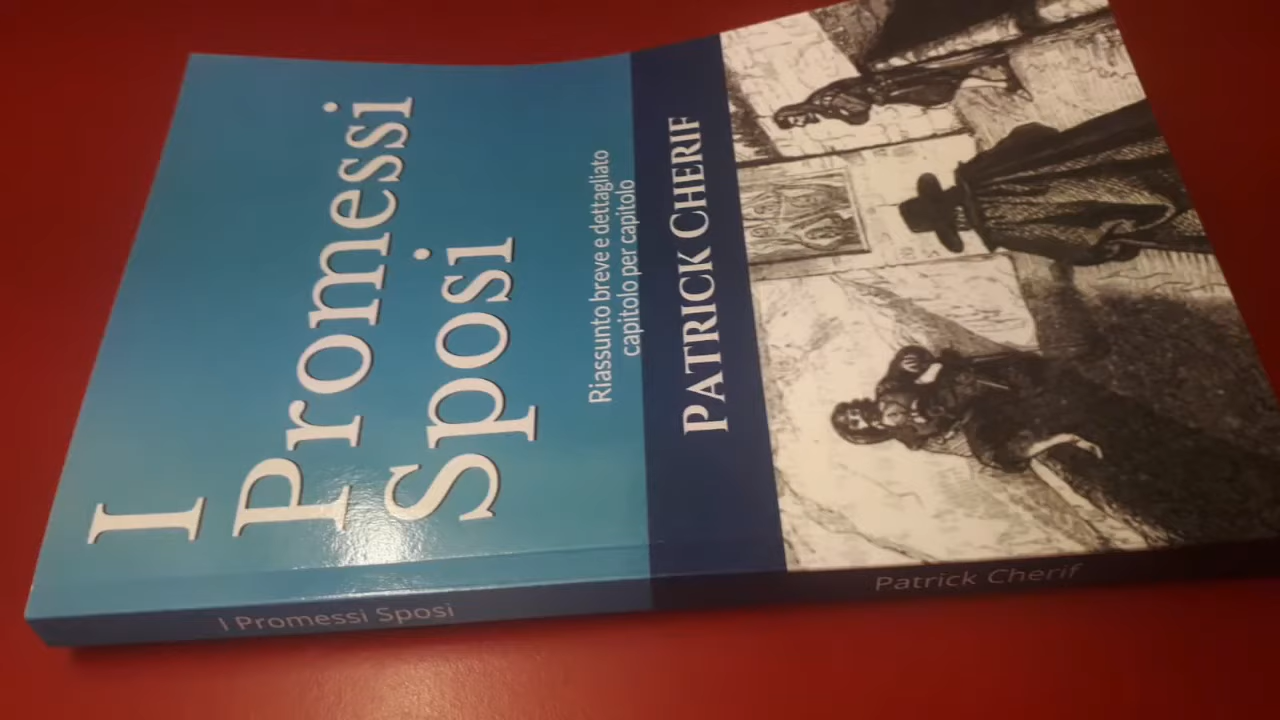 I
Promessi
Sposi
Riassunto breve e dettagliato
capitolo per capitolo
PATRICK CHERIF
I Promessi Sposi
Patrick Cherif